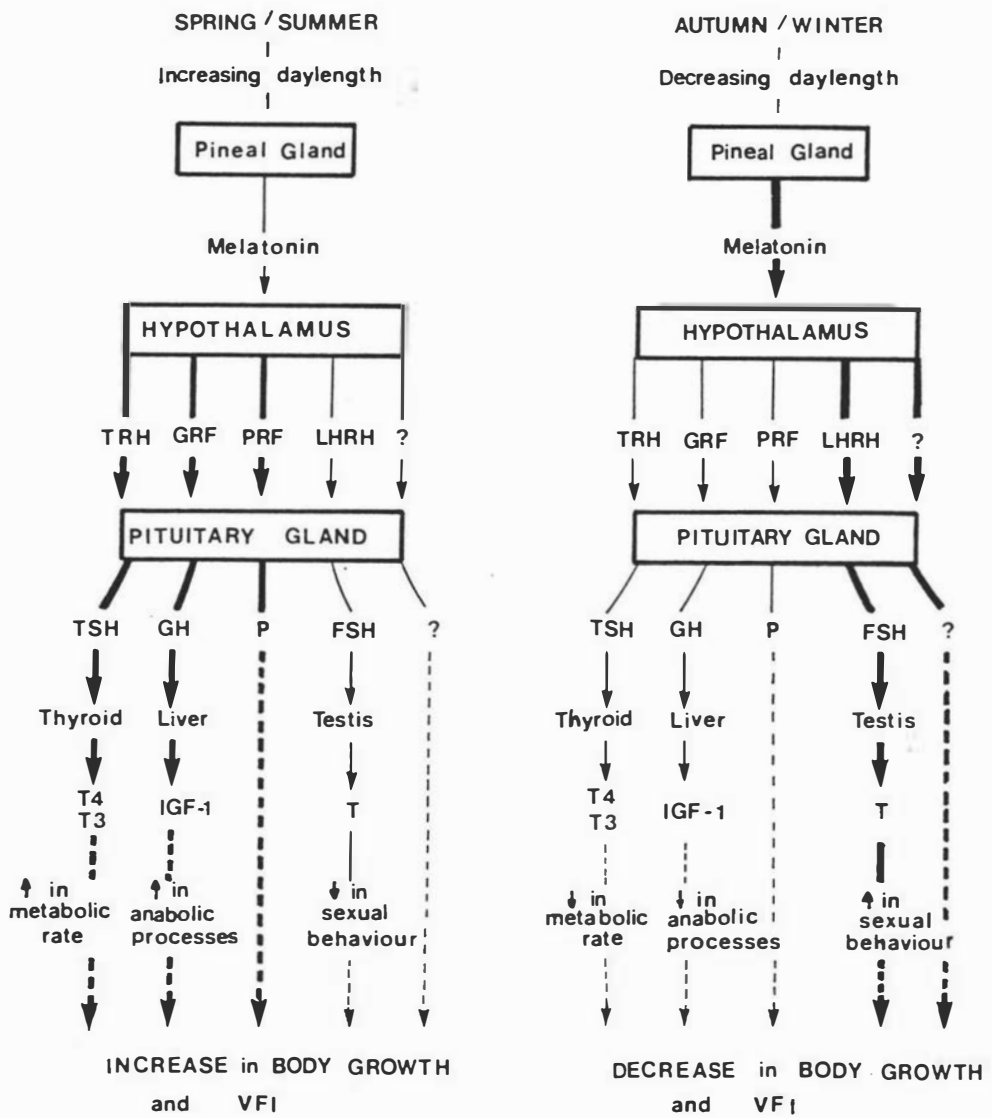 SPRING / SUMMER
Increasing daylength
Pineal Gland
Melatonin
HYPOTHALAMUS
TRH GRF PRF LHRH ?
PITUITARY GLAND
TSH GH P FSH ?
Thyroid Liver Testis
T4
T3
IGF-1
T
in
metabolic
rate
in
anabolic
processes
in
sexual
behaviour
INCREASE in BODY GROWTH
and VFI
AUTUMN / WINTER
Decreasing daylength
Pineal Gland
Melatonin
HYPOTHALAMUS
TRH GRF PRF LHRH ?
PITUITARY GLAND
TSH GH P FSH ?
Thyroid Liver Testis
T4
T3
IGF-1
T
in
metabolic
rate
in
anabolic
processes
in
sexual
behaviour
DECREASE in BODY GROWTH
and VFI